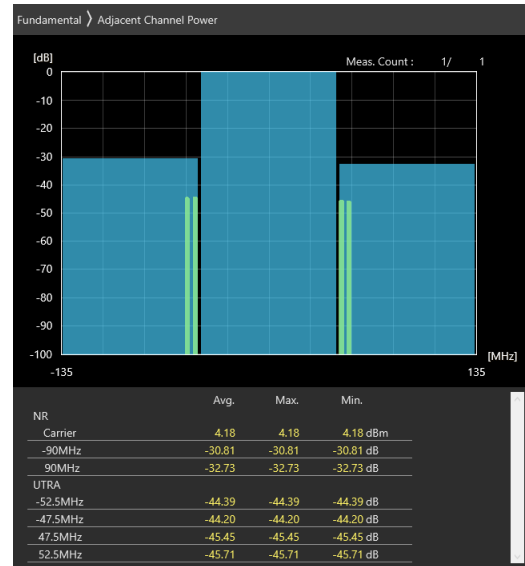 Fundamental 〉 Adjacent Channel Power
[dB]
Meas. Count : 1/ 1
0
-10
-20
-30
-40
-50
-60
-70
-80
-90
-100
[MHz]
-135 135
Avg. Max. Min.
NR
Carrier 4.18 4.18 4.18 dBm
-90MHz -30.81 -30.81 -30.81 dB
90MHz -32.73 -32.73 -32.73 dB
UTRA
-52.5MHz -44.39 -44.39 -44.39 dB
-47.5MHz -44.20 -44.20 -44.20 dB
47.5MHz -45.45 -45.45 -45.45 dB
52.5MHz -45.71 -45.71 -45.71 dB